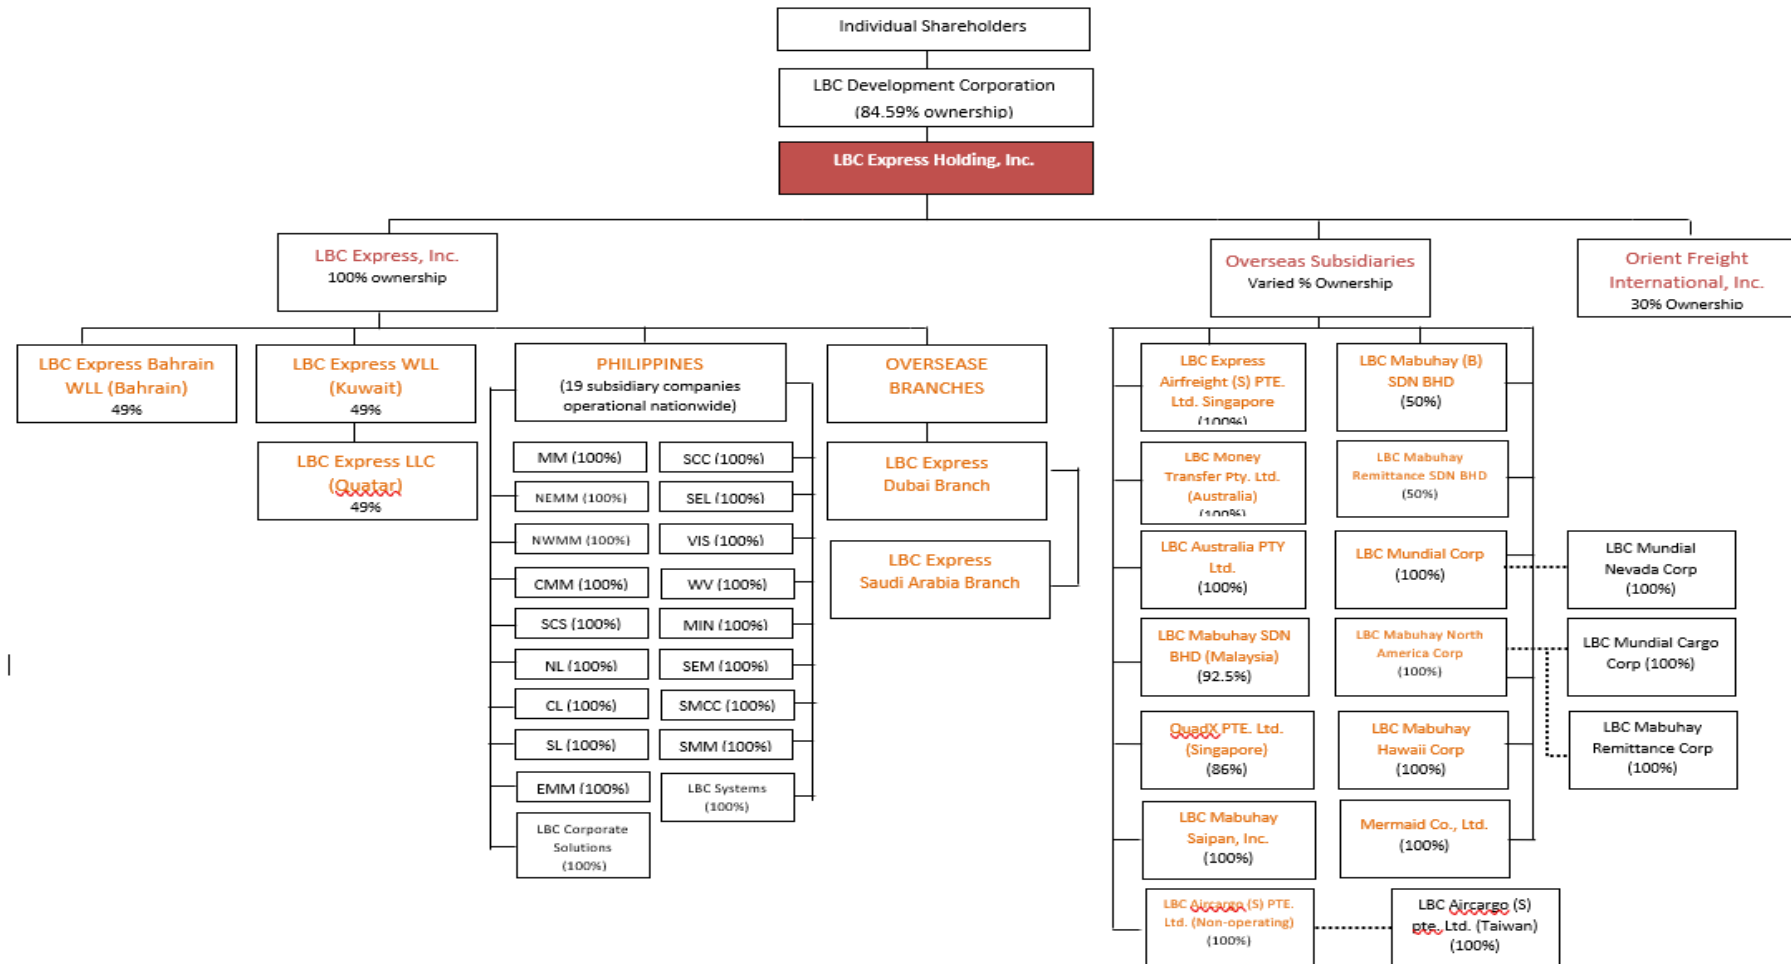 Individual Shareholders
LBC Development Corporation
(84.59% ownership)
LBC Express Holding, Inc.
LBC Express, Inc.
100% ownership
Overseas Subsidiaries
Varied % Ownership
Orient Freight
International, Inc.
30% Ownership
LBC Express Bahrain
WLL (Bahrain)
49%
LBC Express WLL
(Kuwait)
49%
LBC Express LLC
(Quatar)
49%
PHILIPPINES
(19 subsidiary companies
operational nationwide)
MM (100%)
NEMM (100%)
NWMM (100%)
CMM (100%)
SCS (100%)
NL (100%)
CL (100%)
SL (100%)
EMM (100%)
LBC Corporate
Solutions
(100%)
SCC (100%)
SEL (100%)
VIS (100%)
WV (100%)
MIN (100%)
SEM (100%)
SMCC (100%)
SMM (100%)
LBC Systems
(100%)
OVERSEASE
BRANCHES
LBC Express
Dubai Branch
LBC Express
Saudi Arabia Branch
LBC Express
Airfreight (S) PTE.
Ltd. Singapore
(100%)
LBC Money
Transfer Pty. Ltd.
(Australia)
(100%)
LBC Australia PTY
Ltd.
(100%)
LBC Mabuhay SDN
BHD (Malaysia)
(92.5%)
QuadX PTE. Ltd.
(Singapore)
(86%)
LBC Mabuhay
Saipan, Inc.
(100%)
LBC Aircargo (S) PTE.
Ltd. (Non-operating)
(100%)
LBC Mabuhay (B)
SDN BHD
(50%)
LBC Mabuhay
Remittance SDN BHD
(50%)
LBC Mundial Corp
(100%)
LBC Mabuhay North
America Corp
(100%)
LBC Mabuhay
Hawaii Corp
(100%)
Mermaid Co., Ltd.
(100%)
LBC Aircargo (S)
pte. Ltd. (Taiwan)
(100%)
LBC Mundial
Nevada Corp
(100%)
LBC Mundial Cargo
Corp (100%)
LBC Mabuhay
Remittance Corp
(100%)